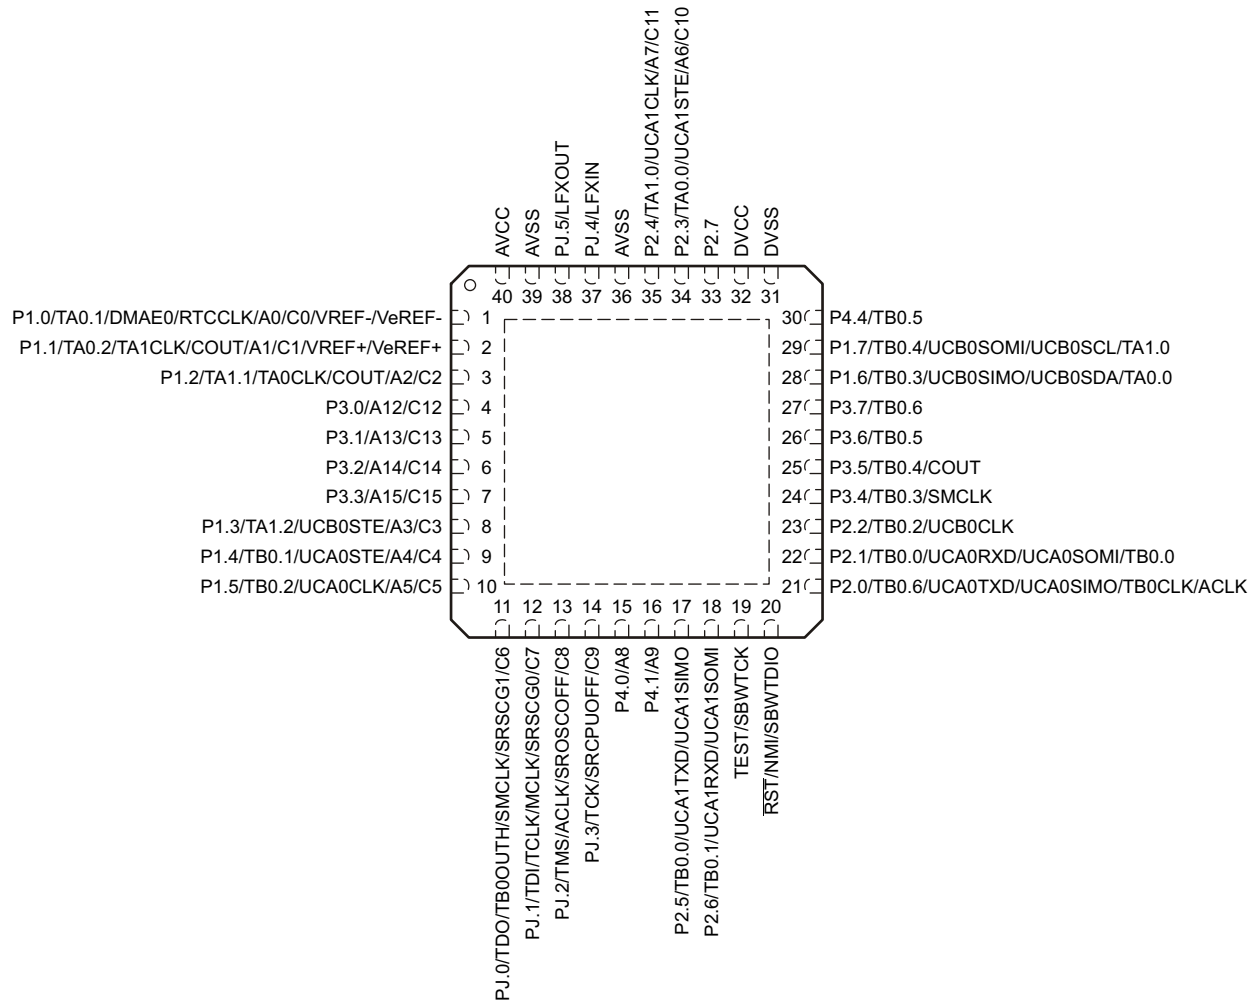 P2.4/TA1.0/UCA1CLK/A7/C11
P2.3/TA0.0/UCA1STE/A6/C10
AVCC
AVSS
PJ.5/LFXOUT
PJ.4/LFXIN
AVSS
P2.7
DVCC
DVSS
40 39 38 37 36 35 34 33 32 31
P1.0/TA0.1/DMAE0/RTCCLK/A0/C0/VREF-/VeREF- 1
P1.1/TA0.2/TA1CLK/COUT/A1/C1/VREF+/VeREF+ 2
P1.2/TA1.1/TA0CLK/COUT/A2/C2 3
P3.0/A12/C12 4
P3.1/A13/C13 5
P3.2/A14/C14 6
P3.3/A15/C15 7
P1.3/TA1.2/UCB0STE/A3/C3 8
P1.4/TB0.1/UCA0STE/A4/C4 9
P1.5/TB0.2/UCA0CLK/A5/C5 10
30 P4.4/TB0.5
29 P1.7/TB0.4/UCB0SOMI/UCB0SCL/TA1.0
28 P1.6/TB0.3/UCB0SIMO/UCB0SDA/TA0.0
27 P3.7/TB0.6
26 P3.6/TB0.5
25 P3.5/TB0.4/COUT
24 P3.4/TB0.3/SMCLK
23 P2.2/TB0.2/UCB0CLK
22 P2.1/TB0.0/UCA0RXD/UCA0SOMI/TB0.0
21 P2.0/TB0.6/UCA0TXD/UCA0SIMO/TB0CLK/ACLK
11 12 13 14 15 16 17 18 19 20
PJ.0/TDO/TB0OUTH/SMCLK/SRSCG1/C6
PJ.1/TDI/TCLK/MCLK/SRSCG0/C7
PJ.2/TMS/ACLK/SROSCOFF/C8
PJ.3/TCK/SRCPUOFF/C9
P4.0/A8
P4.1/A9
P2.5/TB0.0/UCA1TXD/UCA1SIMO
P2.6/TB0.1/UCA1RXD/UCA1SOMI
TEST/SBWTCK
RST/NMI/SBWTDIO